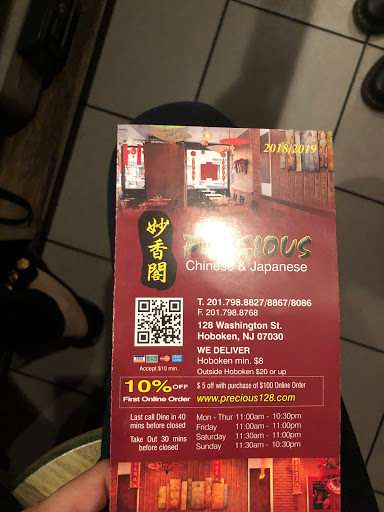 2018/2019
妙香閣
PRECIOUS
Chinese & Japanese
T. 201.798.8827/8867/8086
F. 201.798.8768
128 Washington St.
Hoboken, NJ 07030
WE DELIVER
Hoboken min. $8
Outside Hoboken $20 or up
Accept $10 min.
10% OFF
First Online Order
$ 5 off with purchase of $100 Online Order
www.precious128.com
Last call Dine in 40
mins before closed
Take Out 30 mins
before closed
Mon - Thur 11:00am - 10:30pm
Friday 11:00am - 11:00pm
Saturday 11:30am - 11:00pm
Sunday 11:30am - 10:30pm